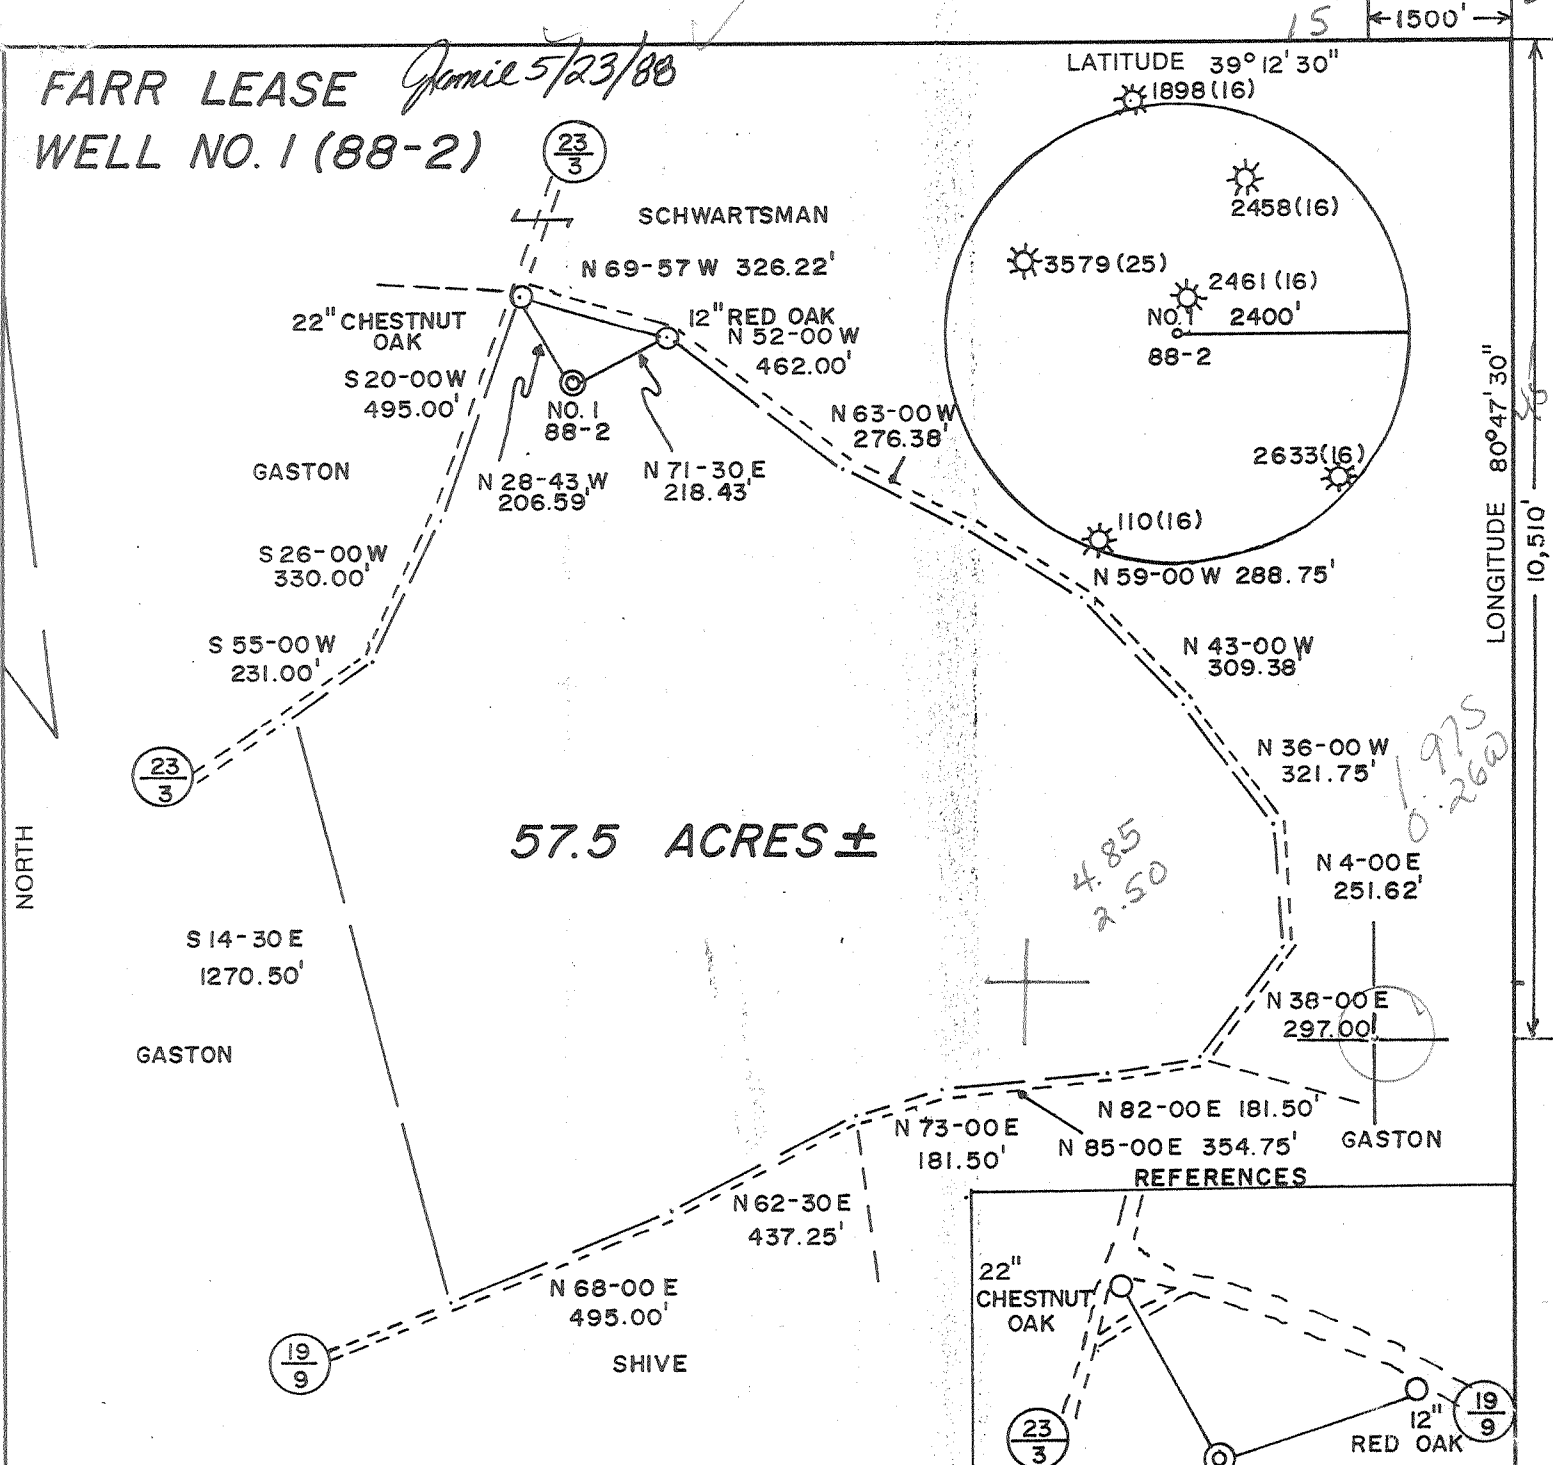 15
1500'
FARR LEASE
Jamie 5/23/88
WELL NO. 1 (88-2)
LATITUDE 39° 12' 30"
1898(16)
2458(16)
3579(25)
2461(16)
NO. 1
2400'
88-2
2633(16)
110(16)
23
3
SCHWARTSMAN
N 69-57 W 326.22'
22" CHESTNUT
OAK
12" RED OAK
N 52-00 W
462.00'
S 20-00 W
495.00'
NO. 1
88-2
N 63-00 W
276.38'
GASTON
N 28-43 W
206.59'
N 71-30 E
218.43'
LONGITUDE 80° 47' 30"
10,510'
S 26-00 W
330.00'
N 59-00 W 288.75'
S 55-00 W
231.00'
N 43-00 W
309.38'
23
3
N 36-00 W
321.75'
1.975
0.260
57.5 ACRES ±
4.85
2.50
NORTH
N 4-00 E
251.62'
S 14-30 E
1270.50'
N 38-00 E
297.00'
GASTON
N 82-00 E 181.50'
N 73-00 E
181.50'
N 85-00 E 354.75'
GASTON
REFERENCES
N 62-30 E
437.25'
N 68-00 E
495.00'
19
9
SHIVE
22"
CHESTNUT
OAK
23
3
12"
RED OAK
19
9